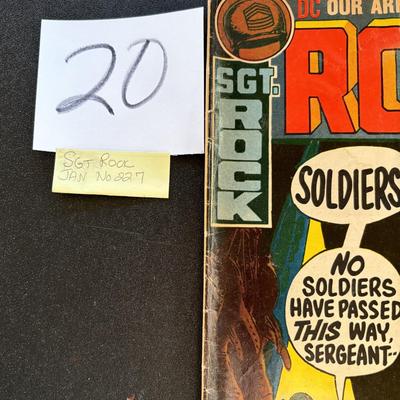 20
SGT ROCK
JAN NO 227
DC OUR AR
RO
SGT.
ROCK
SOLDIERS
NO
SOLDIERS
HAVE PASSED
THIS WAY,
SERGEANT--